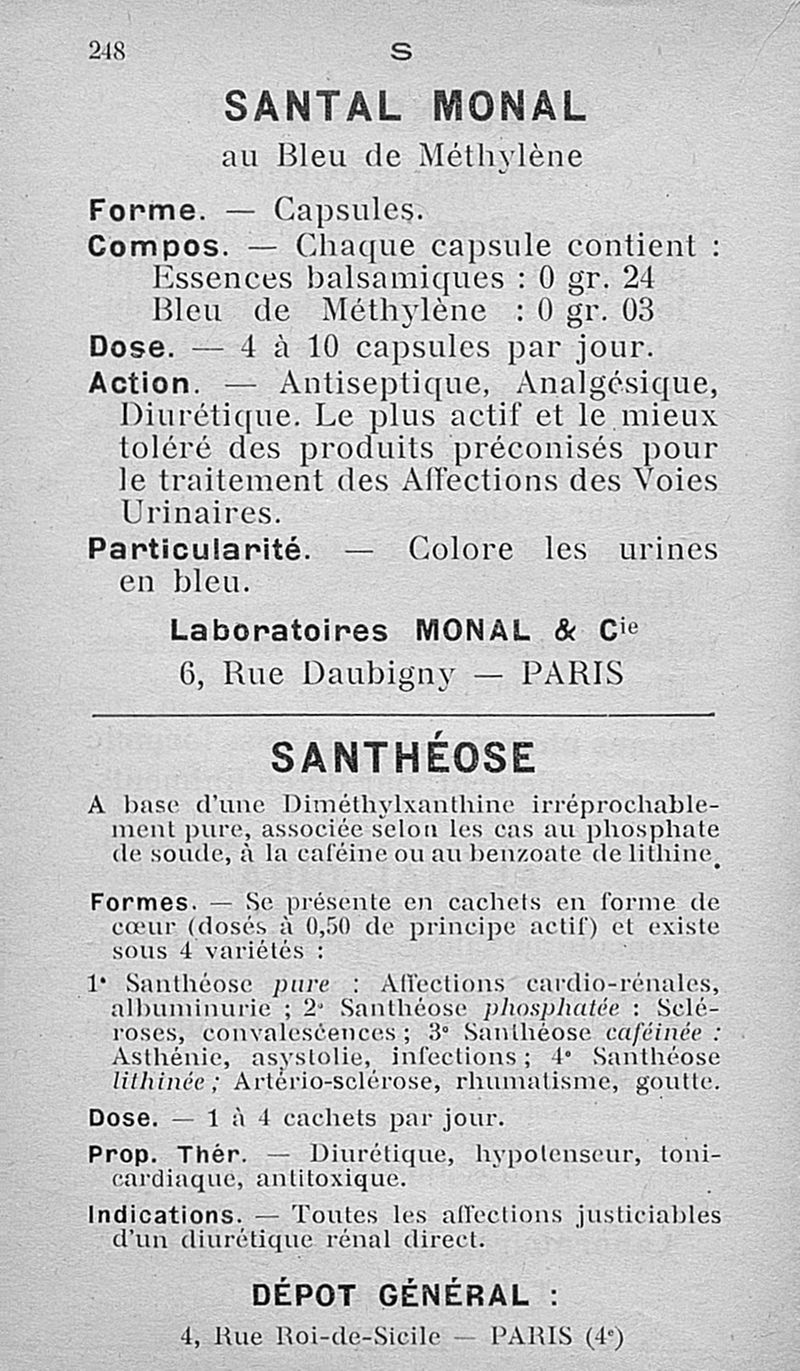 248
S
SANTAL MONAL
au Bleu de Méthylène
Forme. — Capsules.
Compos. — Chaque capsule contient :
Essences balsamiques : 0 gr. 24
Bleu de Méthylène : 0 gr. 03
Dose. — 4 à 10 capsules par jour.
Action. — Antiseptique, Analgésique,
Diurétique. Le plus actif et le mieux
toléré des produits préconisés pour
le traitement des Affections des Voies
Urinaires.
Particularité. — Colore les urines
en bleu.
Laboratoires MONAL & Cie
6, Rue Daubigny — PARIS
SANTHÉOSE
A base d'une Diméthylxanthine irréprochable-
ment pure, associée selon les cas au phosphate
de soude, à la caféine ou au benzoate de lithine.
Formes. — Se présente en cachets en forme de
cœur (dosés à 0,50 de principe actif) et existe
sous 4 variétés :
1° Santhéose pure : Affections cardio-rénales,
albuminurie ; 2° Santhéose phosphatée : Sclé-
roses, convalescences ; 3° Santhéose caféinée :
Asthénie, asystolie, infections ; 4° Santhéose
lithinée ; Artério-sclérose, rhumatisme, goutte.
Dose. — 1 à 4 cachets par jour.
Prop. Thér. — Diurétique, hypotenseur, toni-
cardiaque, antitoxique.
Indications. — Toutes les affections justiciables
d'un diurétique rénal direct.
DÉPOT GÉNÉRAL :
4, Rue Roi-de-Sicile — PARIS (4e)